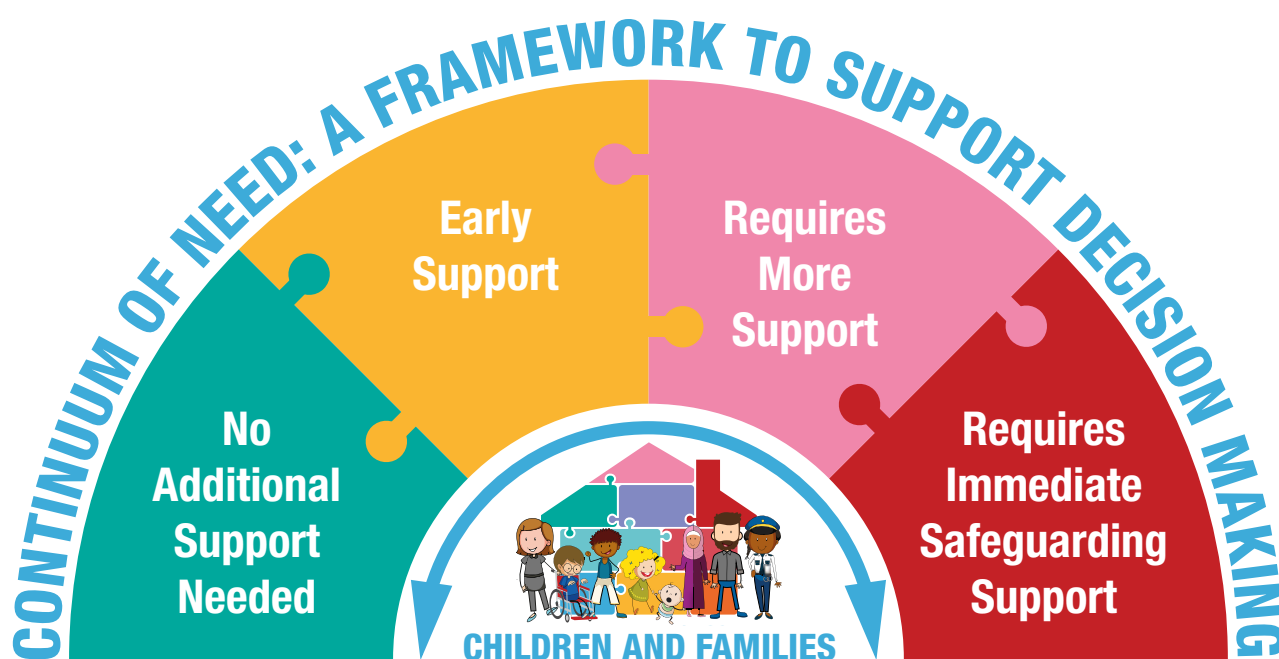 CONTINUUM OF NEED: A FRAMEWORK TO SUPPORT DECISION MAKING
No
Additional
Support
Needed
Early
Support
Requires
More
Support
Requires
Immediate
Safeguarding
Support
CHILDREN AND FAMILIES